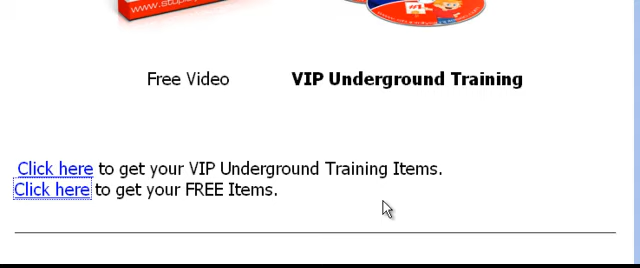 Free Video VIP Underground Training
Click here to get your VIP Underground Training Items.
Click here to get your FREE Items.